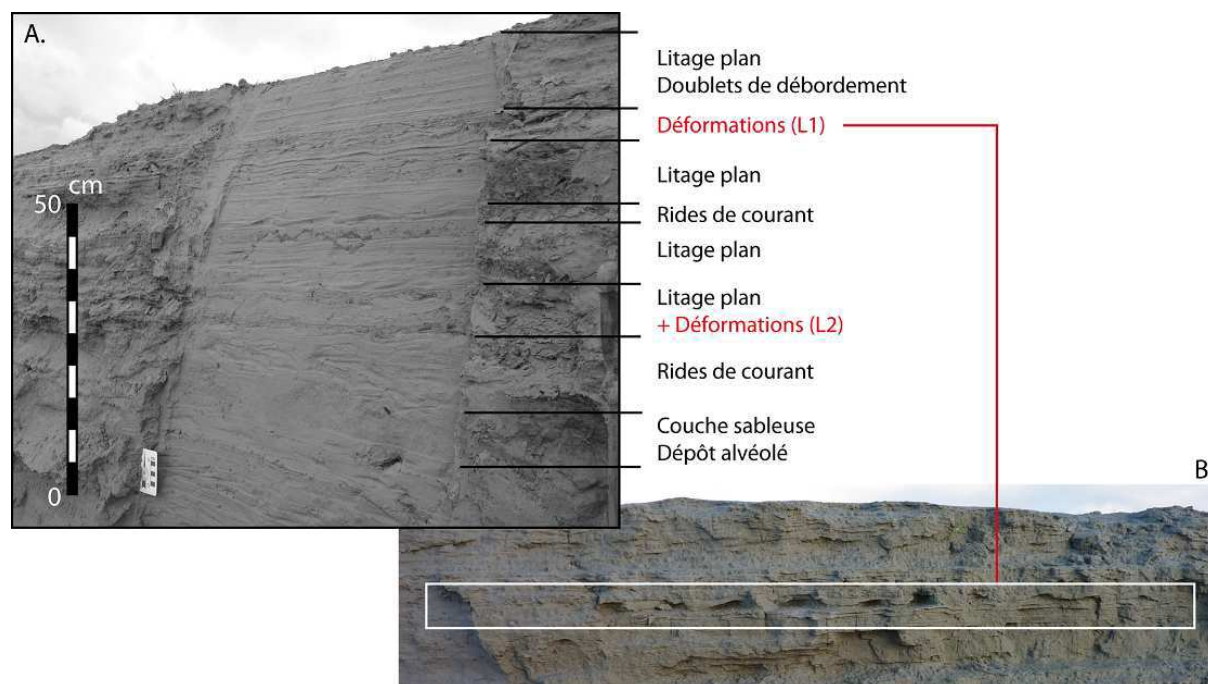 A.
cm
50
0
Litage plan
Doublets de débordement
Déformations (L1)
Litage plan
Rides de courant
Litage plan
Litage plan
+ Déformations (L2)
Rides de courant
Couche sableuse
Dépôt alvéolé
B